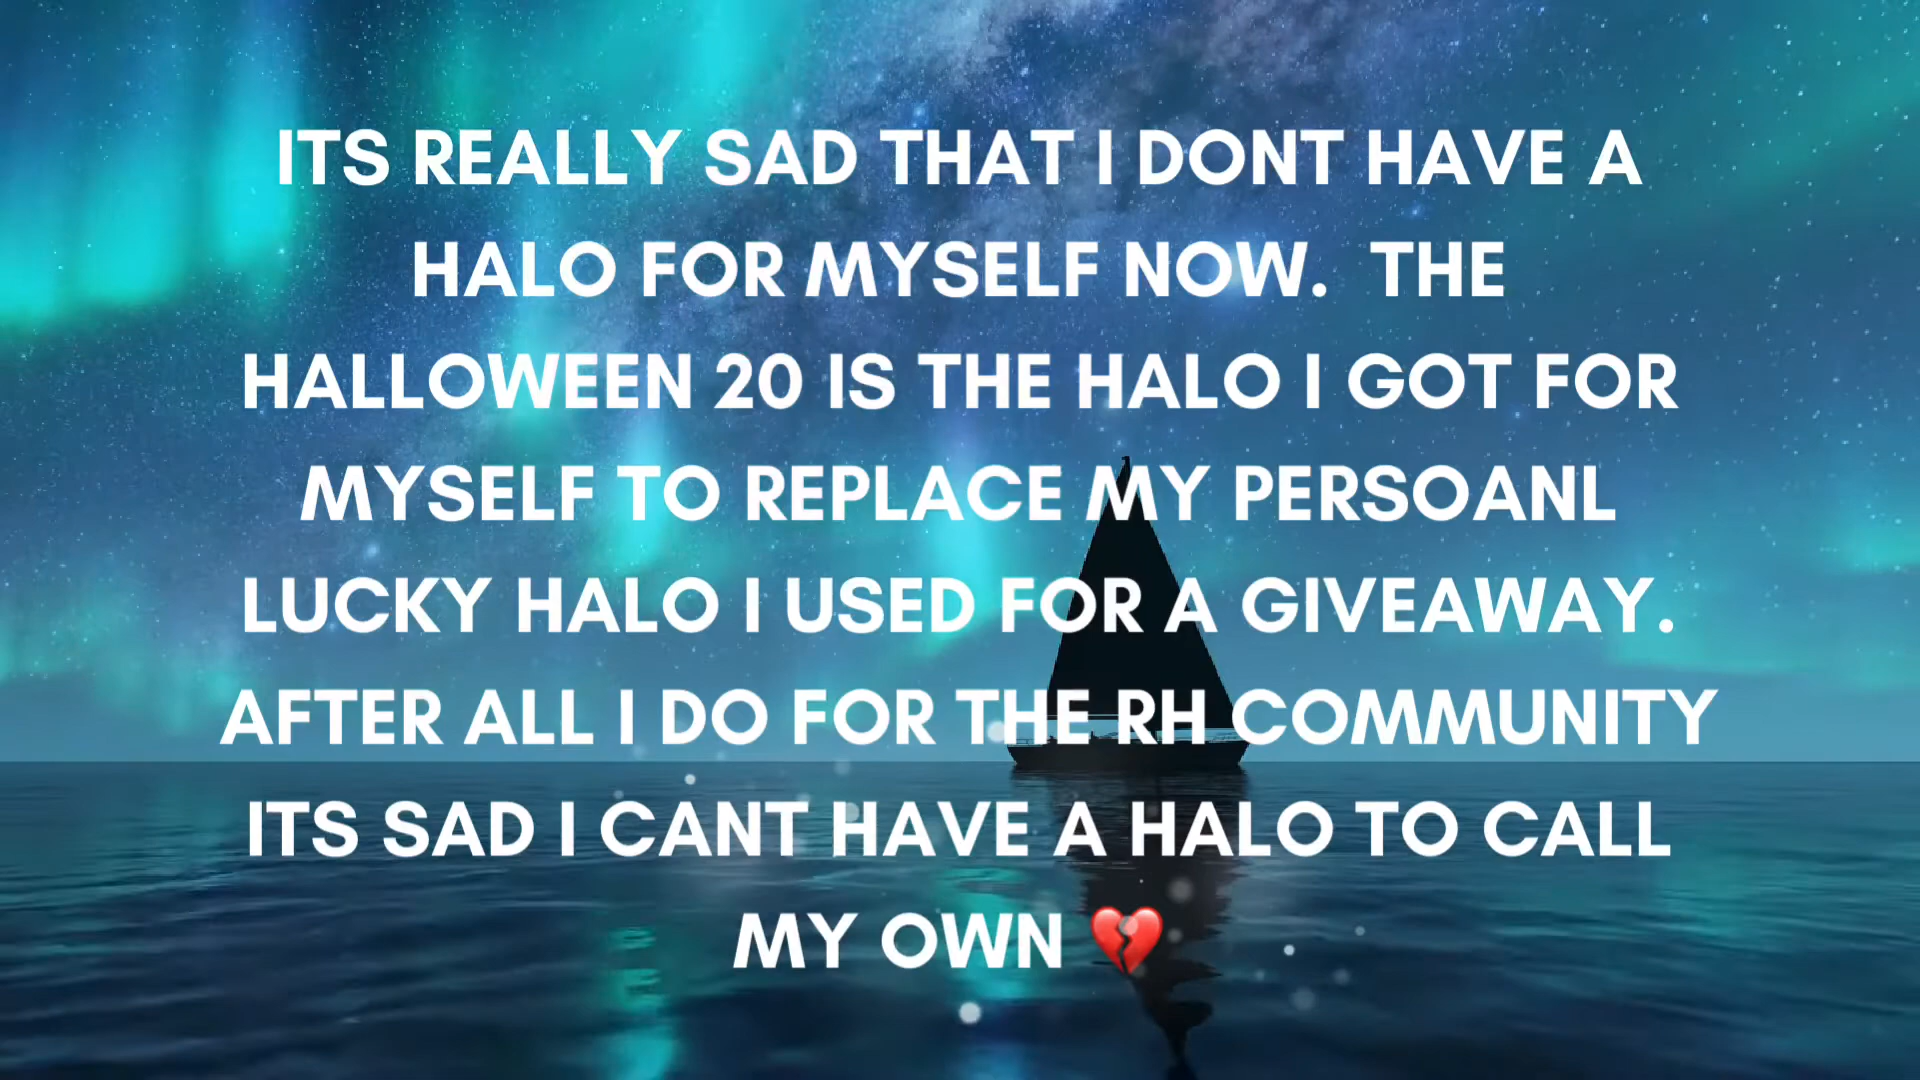 ITS REALLY SAD THAT I DONT HAVE A
HALO FOR MYSELF NOW.  THE
HALLOWEEN 20 IS THE HALO I GOT FOR
MYSELF TO REPLACE MY PERSOANL
LUCKY HALO I USED FOR A GIVEAWAY.
AFTER ALL I DO FOR THE RH COMMUNITY
ITS SAD I CANT HAVE A HALO TO CALL
MY OWN 💔